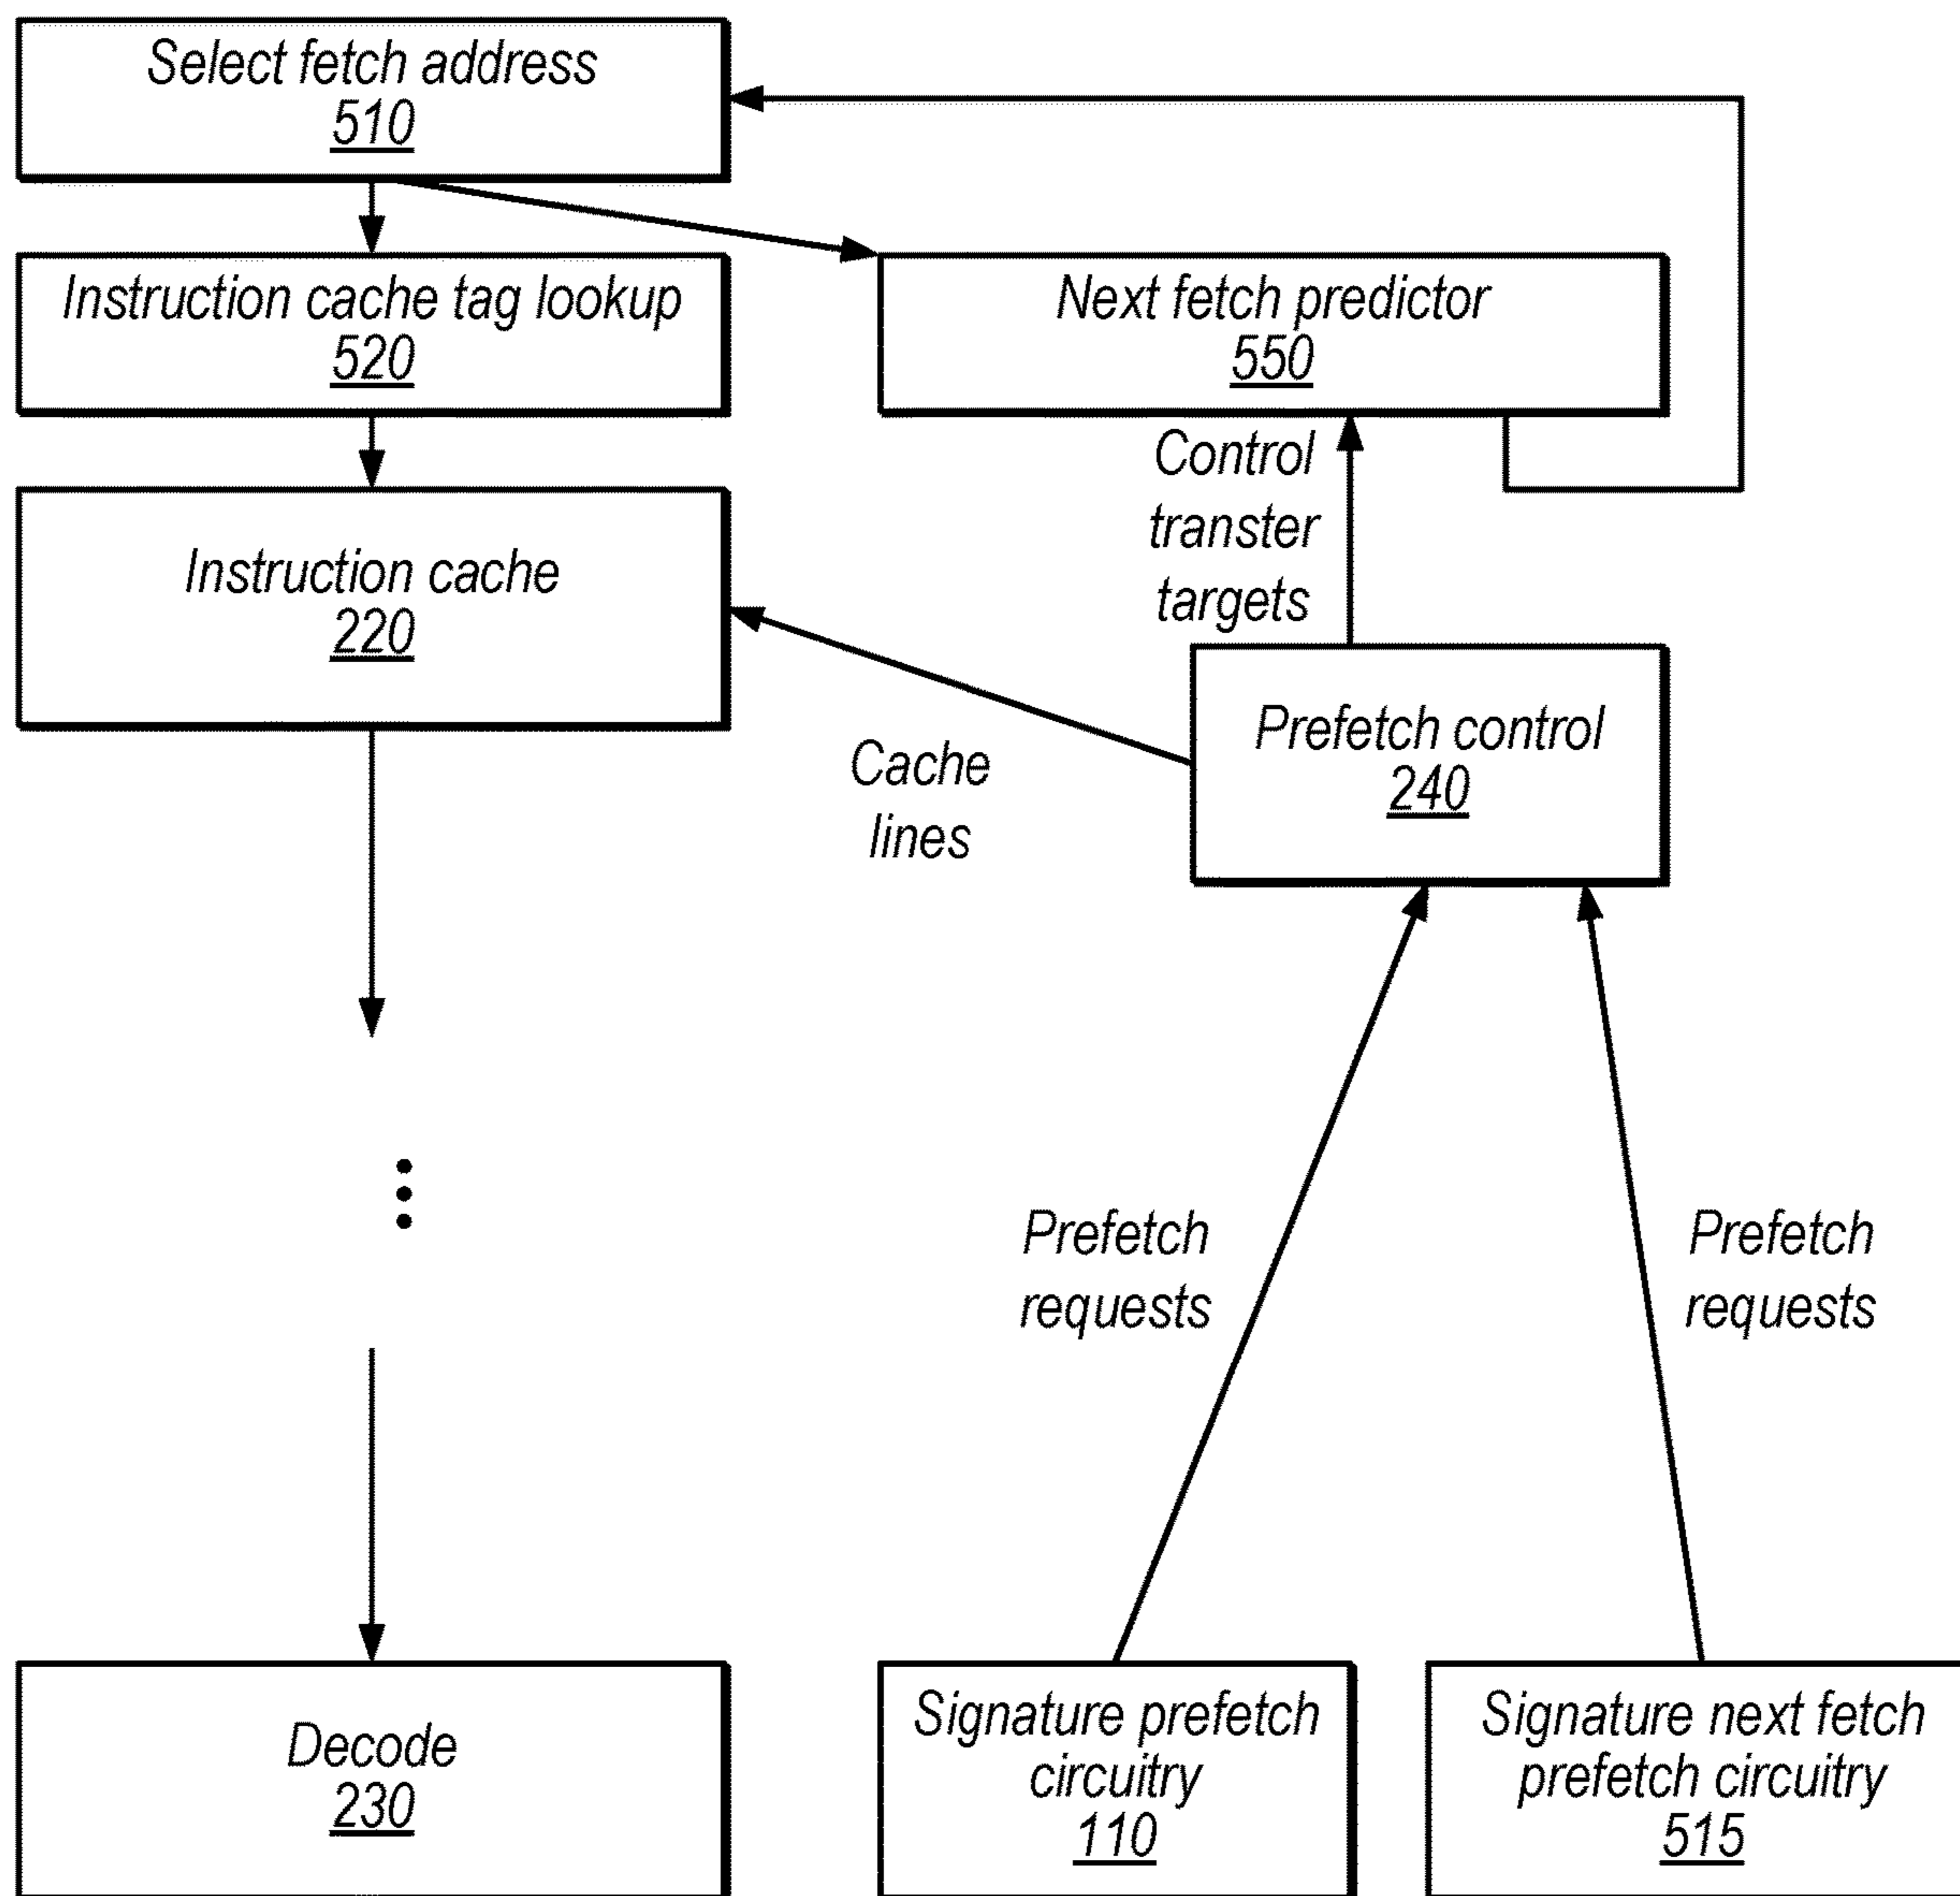 Select fetch address
510
Instruction cache tag lookup
520
Next fetch predictor
550
Control
transter
targets
Instruction cache
220
Prefetch control
240
Cache
lines
Prefetch
requests
Prefetch
requests
Decode
230
Signature prefetch
circuitry
110
Signature next fetch
prefetch circuitry
515